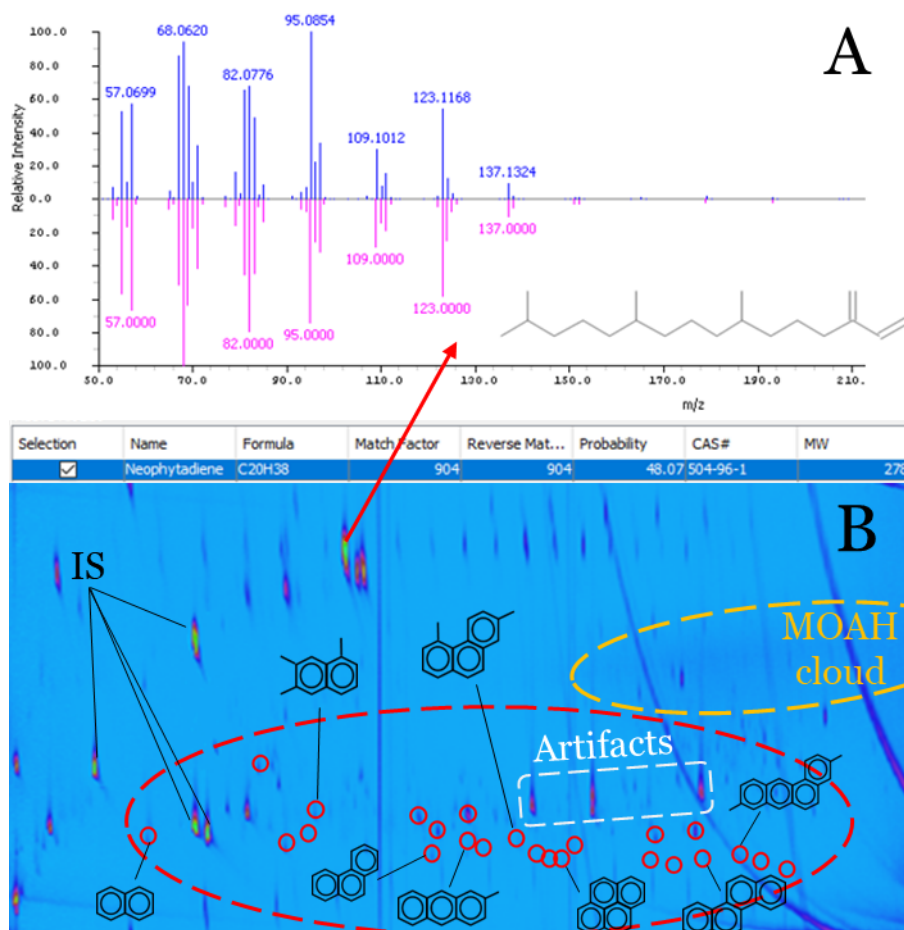 A
Relative Intensity
100.0
80.0
60.0
40.0
20.0
0.0
20.0
40.0
60.0
80.0
100.0
57.0699
68.0620
82.0776
95.0854
109.1012
123.1168
137.1324
57.0000
82.0000
95.0000
109.0000
123.0000
137.0000
50.0 70.0 90.0 110.0 130.0 150.0 170.0 190.0 210.
m/z
Selection Name Formula Match Factor Reverse Mat... Probability CAS# MW
Neophytadiene C20H38 904 904 48.07 504-96-1 278
B
IS
MOAH
cloud
Artifacts